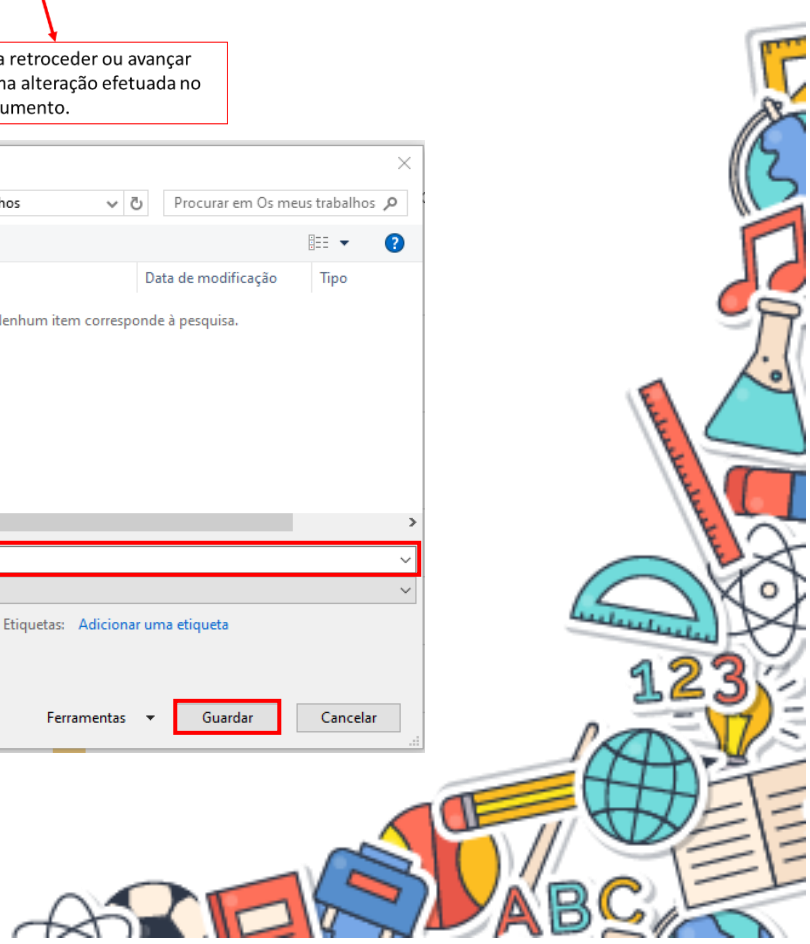 a retroceder ou avançar
ma alteração efetuada no
umento.
hos
Procurar em Os meus trabalhos
Data de modificação Tipo
Nenhum item corresponde à pesquisa.
Etiquetas: Adicionar uma etiqueta
Ferramentas Guardar Cancelar
123
ABC